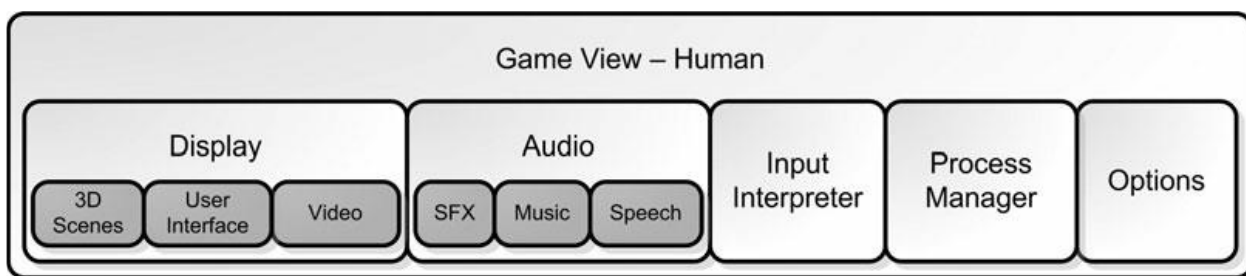 Game View – Human
Display
3D
Scenes
User
Interface
Video
Audio
SFX
Music
Speech
Input
Interpreter
Process
Manager
Options